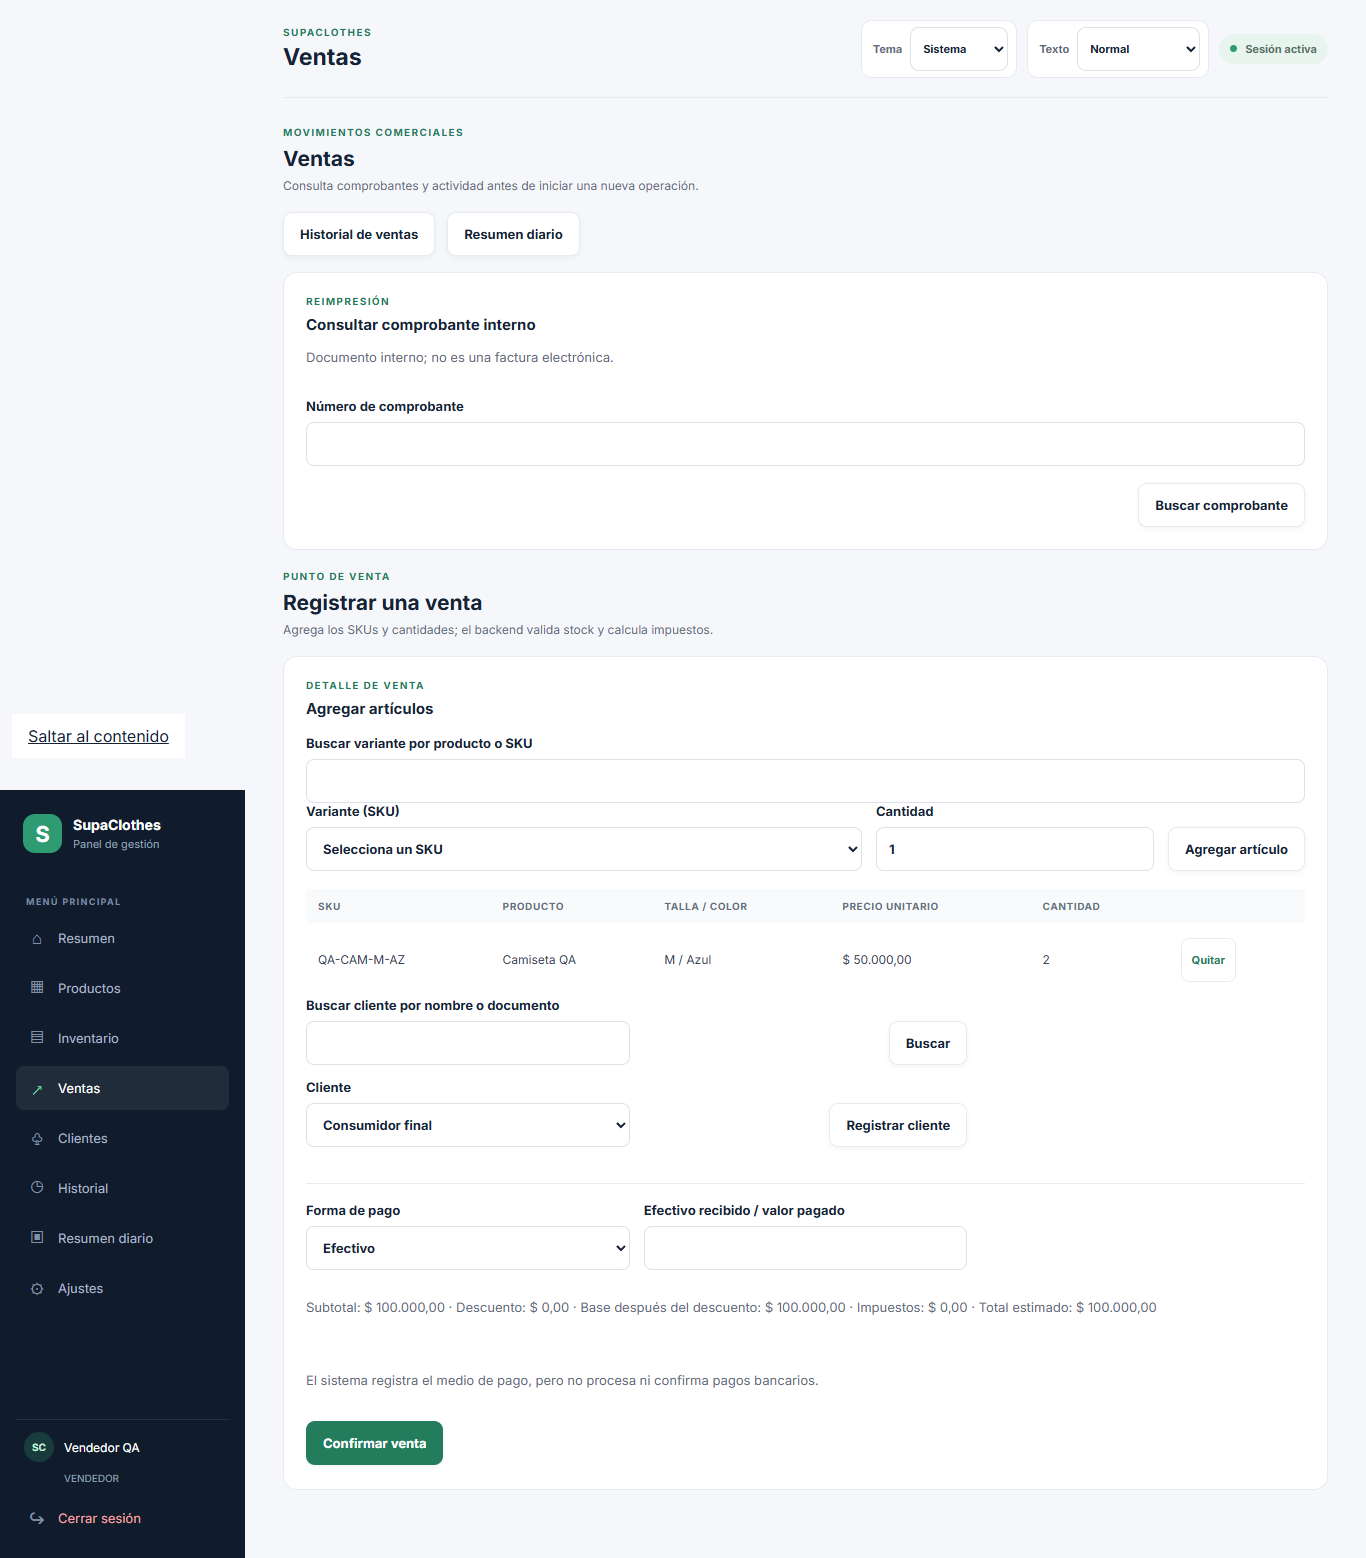 SUPACLOTHES
Ventas
Tema
Sistema
Texto
Normal
Sesión activa
MOVIMIENTOS COMERCIALES
Ventas
Consulta comprobantes y actividad antes de iniciar una nueva operación.
Historial de ventas
Resumen diario
REIMPRESIÓN
Consultar comprobante interno
Documento interno; no es una factura electrónica.
Número de comprobante
Buscar comprobante
PUNTO DE VENTA
Registrar una venta
Agrega los SKUs y cantidades; el backend valida stock y calcula impuestos.
DETALLE DE VENTA
Agregar artículos
Buscar variante por producto o SKU
Variante (SKU)
Cantidad
Selecciona un SKU
1
Agregar artículo
SKU PRODUCTO TALLA / COLOR PRECIO UNITARIO CANTIDAD
QA-CAM-M-AZ Camiseta QA M / Azul $ 50.000,00 2 Quitar
Buscar cliente por nombre o documento
Buscar
Cliente
Consumidor final
Registrar cliente
Forma de pago
Efectivo recibido / valor pagado
Efectivo
Subtotal: $ 100.000,00 · Descuento: $ 0,00 · Base después del descuento: $ 100.000,00 · Impuestos: $ 0,00 · Total estimado: $ 100.000,00
El sistema registra el medio de pago, pero no procesa ni confirma pagos bancarios.
Confirmar venta
Saltar al contenido
S
SupaClothes
Panel de gestión
MENÚ PRINCIPAL
Resumen
Productos
Inventario
Ventas
Clientes
Historial
Resumen diario
Ajustes
SC
Vendedor QA
VENDEDOR
Cerrar sesión